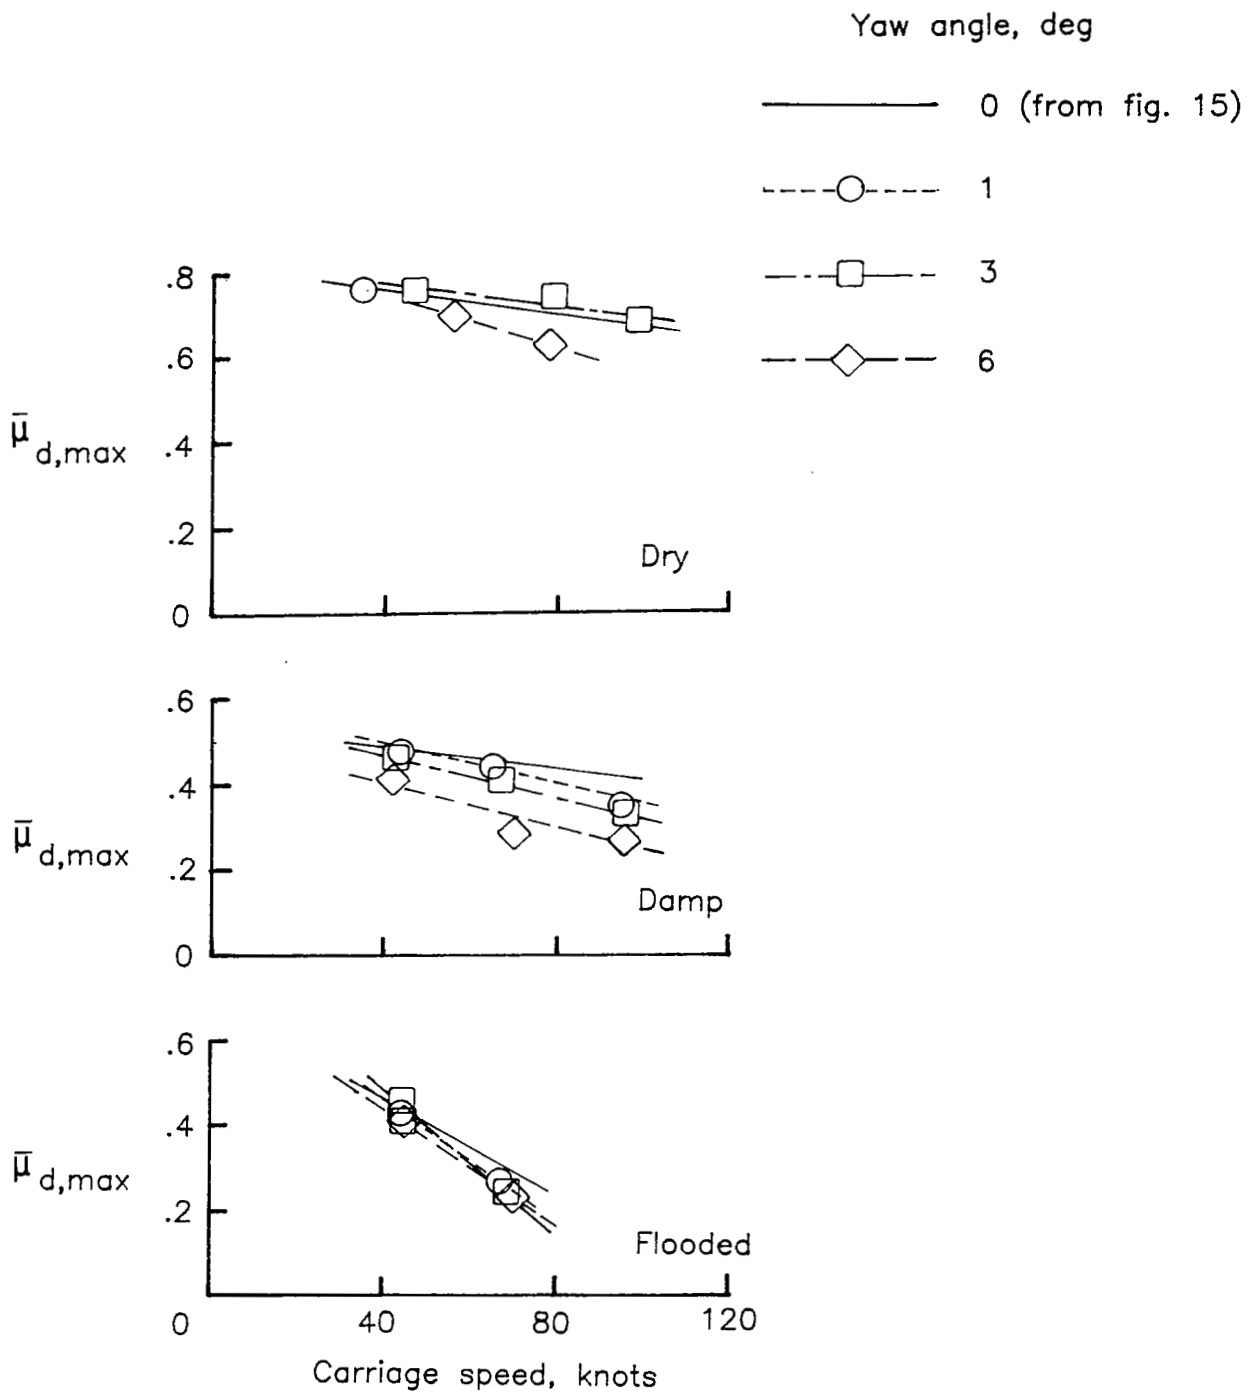 Yaw angle, deg
0 (from fig. 15)
1
3
6
.8
.6
.4
.2
0
μ̄ d,max
Dry
.6
.4
.2
0
μ̄ d,max
Damp
.6
.4
.2
0
μ̄ d,max
Flooded
40
80
120
Carriage speed, knots